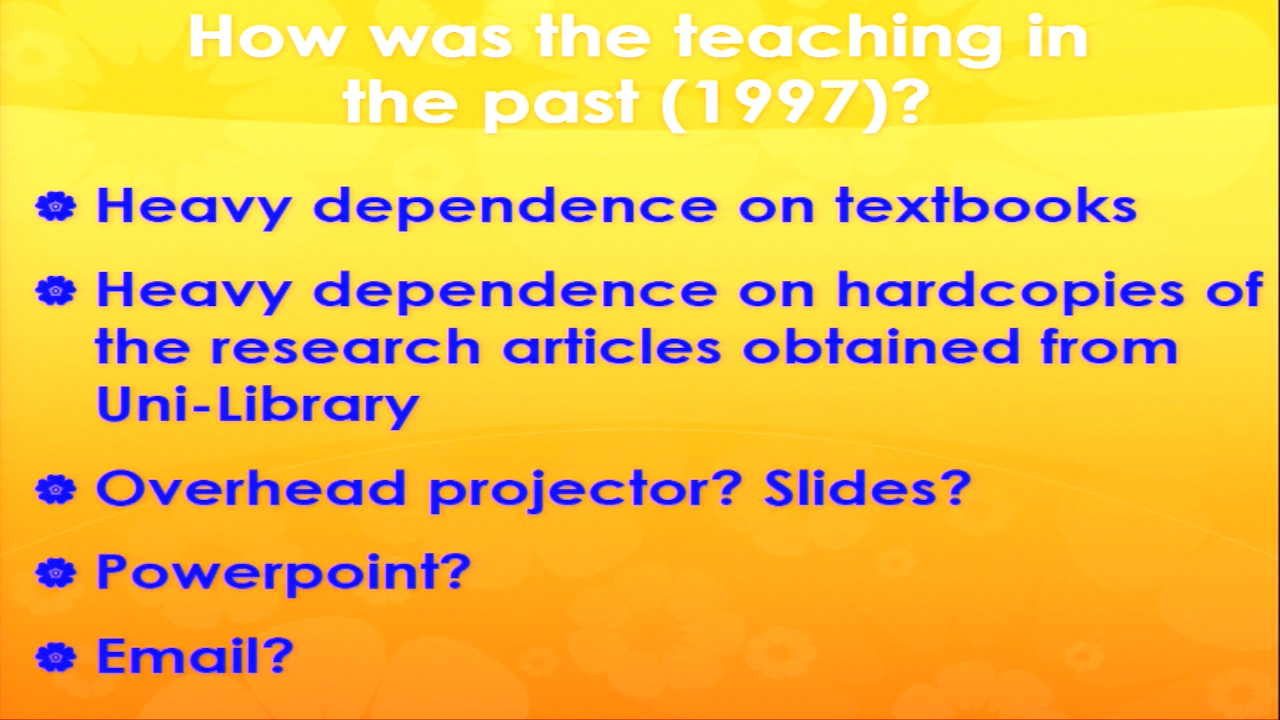 How was the teaching in
the past (1997)?
Heavy dependence on textbooks
Heavy dependence on hardcopies of
the research articles obtained from
Uni-Library
Overhead projector? Slides?
Powerpoint?
Email?